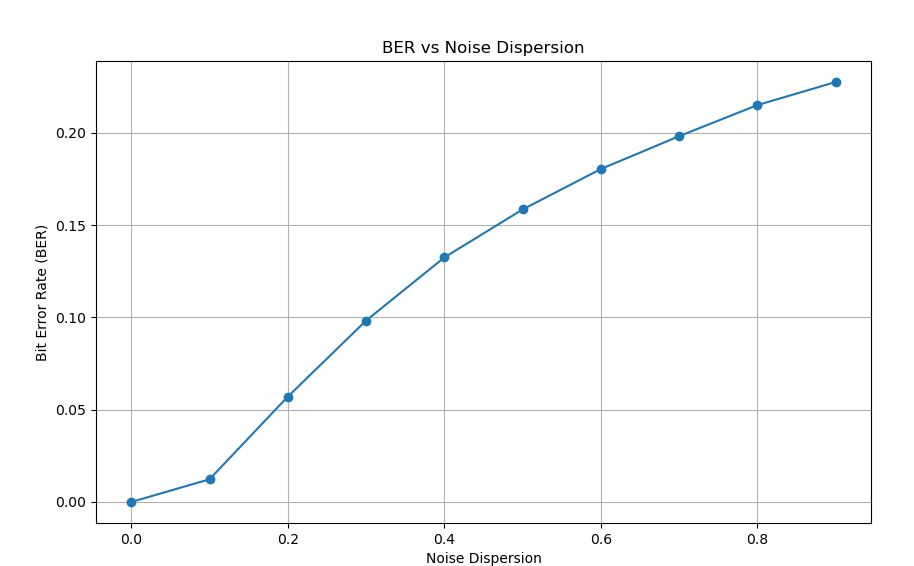 BER vs Noise Dispersion
0.20
0.15
0.10
0.05
0.00
Bit Error Rate (BER)
0.0 0.2 0.4 0.6 0.8
Noise Dispersion